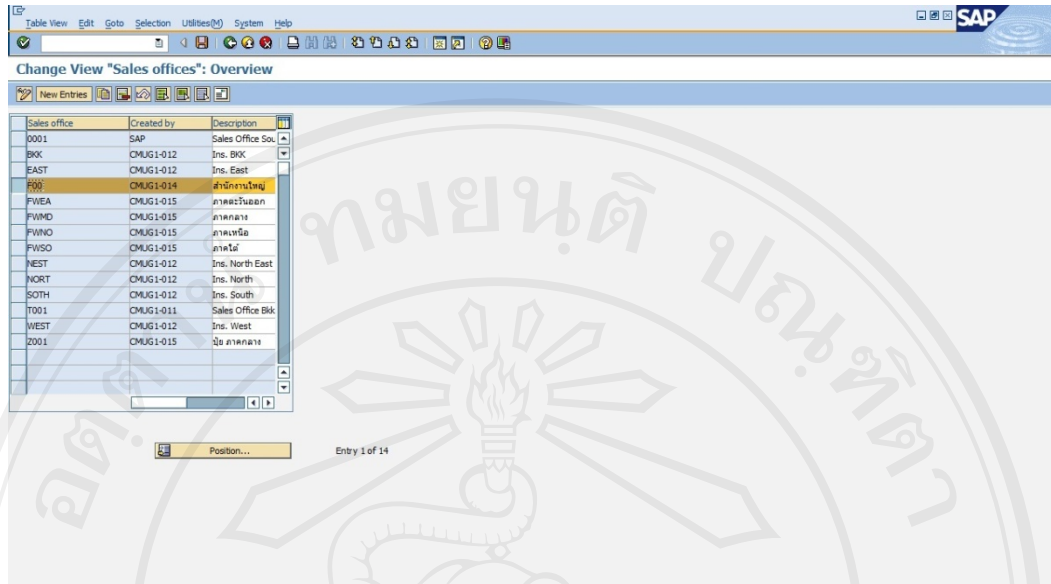 Table View Edit Goto Selection Utilities(M) System Help
SAP
Change View "Sales offices": Overview
New Entries
Sales office Created by Description
0001 SAP Sales Office Sou
BKK CMUG1-012 Ins. BKK
EAST CMUG1-012 Ins. East
F00 CMUG1-014 สำนักงานใหญ่
FWEA CMUG1-015 ภาคตะวันออก
FWMD CMUG1-015 ภาคกลาง
FWNO CMUG1-015 ภาคเหนือ
FWSO CMUG1-015 ภาคใต้
NEST CMUG1-012 Ins. North East
NORT CMUG1-012 Ins. North
SOTH CMUG1-012 Ins. South
T001 CMUG1-011 Sales Office Bkk
WEST CMUG1-012 Ins. West
Z001 CMUG1-015 ปุ๋ย ภาคกลาง
Position... Entry 1 of 14